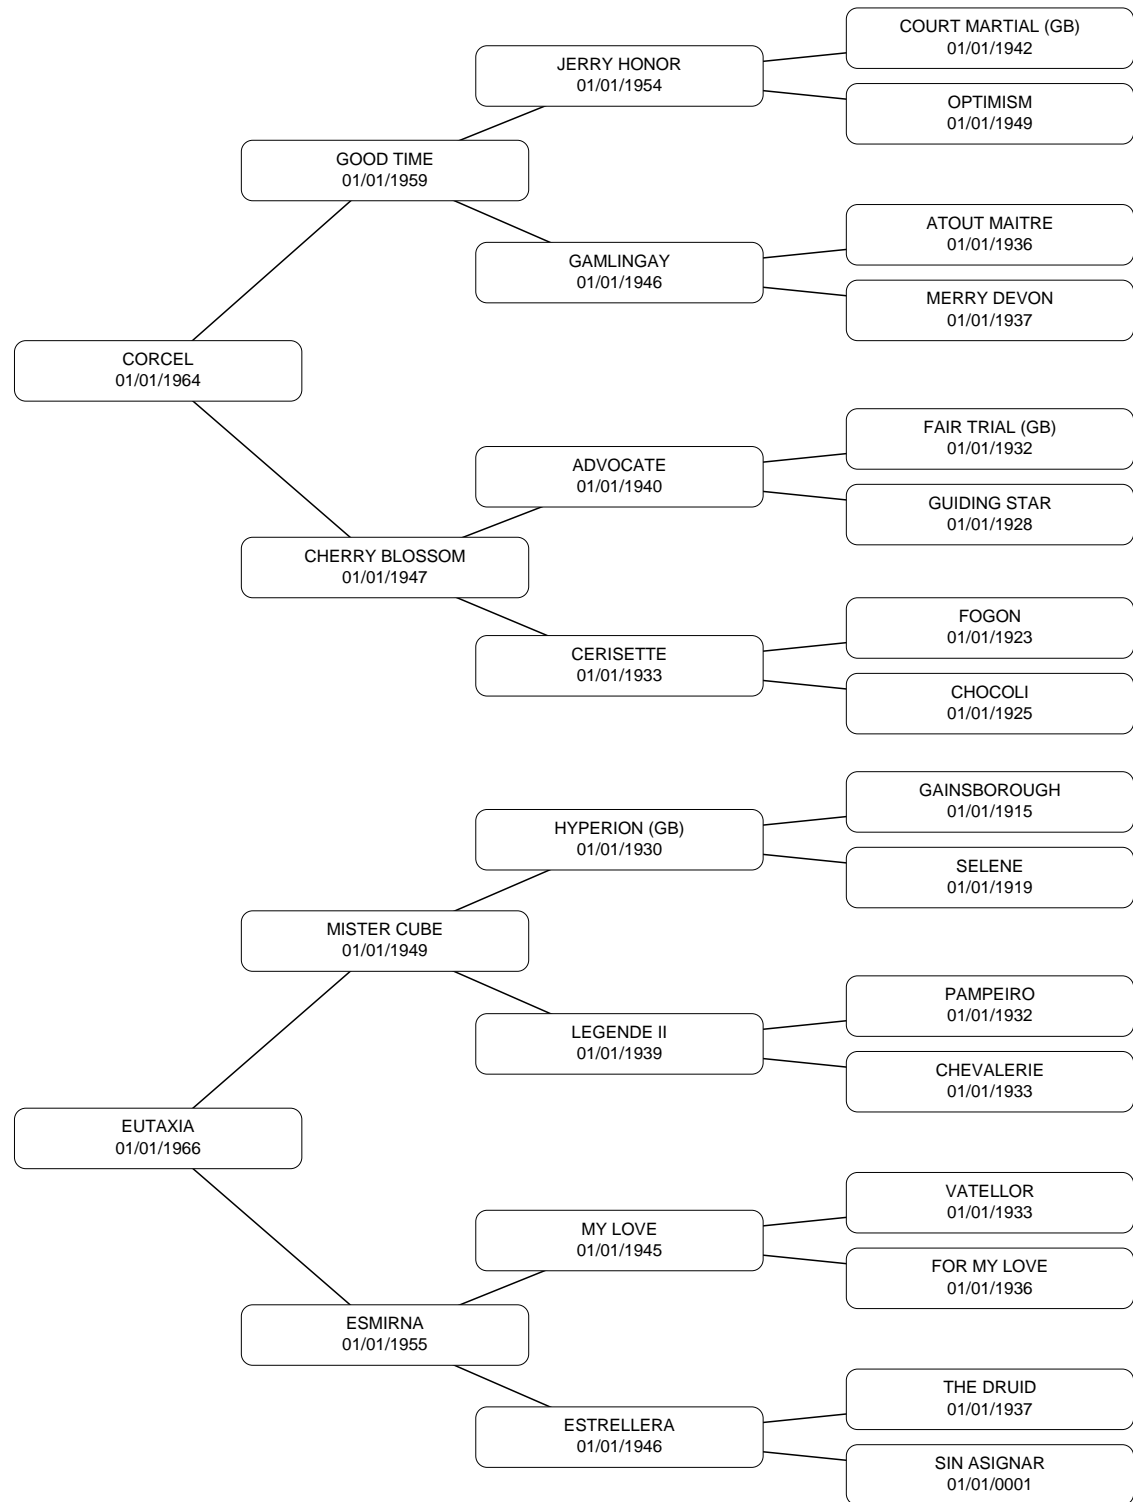 COURT MARTIAL (GB)
01/01/1942
JERRY HONOR
01/01/1954
OPTIMISM
01/01/1949
GOOD TIME
01/01/1959
ATOUT MAITRE
01/01/1936
GAMLINGAY
01/01/1946
MERRY DEVON
01/01/1937
CORCEL
01/01/1964
FAIR TRIAL (GB)
01/01/1932
ADVOCATE
01/01/1940
GUIDING STAR
01/01/1928
CHERRY BLOSSOM
01/01/1947
FOGON
01/01/1923
CERISETTE
01/01/1933
CHOCOLI
01/01/1925
GAINSBOROUGH
01/01/1915
HYPERION (GB)
01/01/1930
SELENE
01/01/1919
MISTER CUBE
01/01/1949
PAMPEIRO
01/01/1932
LEGENDE II
01/01/1939
CHEVALERIE
01/01/1933
EUTAXIA
01/01/1966
VATELLOR
01/01/1933
MY LOVE
01/01/1945
FOR MY LOVE
01/01/1936
ESMIRNA
01/01/1955
THE DRUID
01/01/1937
ESTRELLERA
01/01/1946
SIN ASIGNAR
01/01/0001